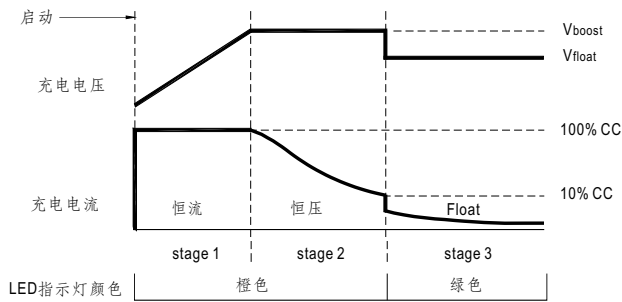 启动
Vboost
Vfloat
充电电压
100% CC
10% CC
充电电流
恒流
恒压
Float
stage 1
stage 2
stage 3
LED指示灯颜色
橙色
绿色